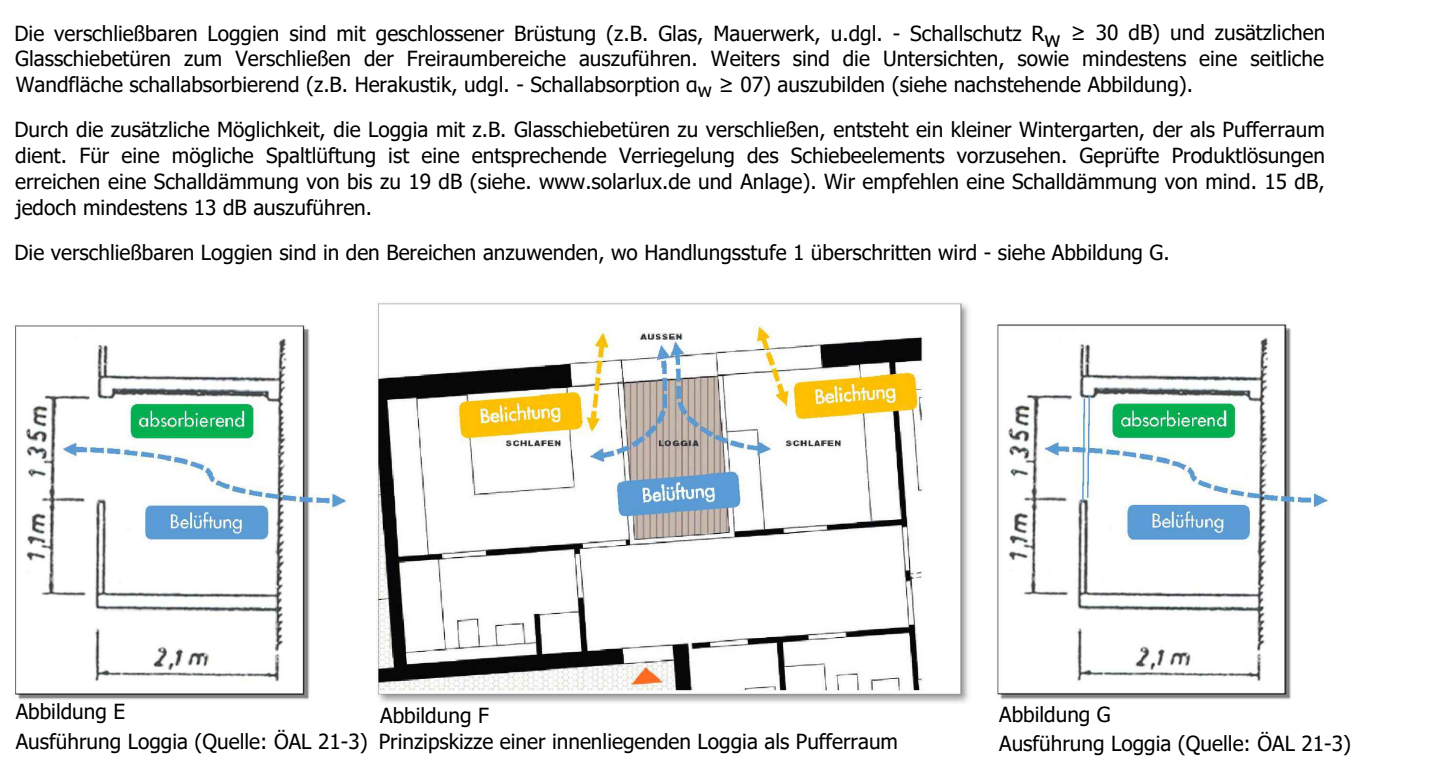 Die verschließbaren Loggien sind mit geschlossener Brüstung (z.B. Glas, Mauerwerk, u.dgl. - Schallschutz RW ≥ 30 dB) und zusätzlichen
Glasschiebetüren zum Verschließen der Freiraumbereiche auszuführen. Weiters sind die Untersichten, sowie mindestens eine seitliche
Wandfläche schallabsorbierend (z.B. Herakustik, udgl. - Schallabsorption αW ≥ 07) auszubilden (siehe nachstehende Abbildung).
Durch die zusätzliche Möglichkeit, die Loggia mit z.B. Glasschiebetüren zu verschließen, entsteht ein kleiner Wintergarten, der als Pufferraum
dient. Für eine mögliche Spaltlüftung ist eine entsprechende Verriegelung des Schiebeelements vorzusehen. Geprüfte Produktlösungen
erreichen eine Schalldämmung von bis zu 19 dB (siehe. www.solarlux.de und Anlage). Wir empfehlen eine Schalldämmung von mind. 15 dB,
jedoch mindestens 13 dB auszuführen.
Die verschließbaren Loggien sind in den Bereichen anzuwenden, wo Handlungsstufe 1 überschritten wird - siehe Abbildung G.
absorbierend
1,35m
Belüftung
1,1m
2,1 m
AUSSEN
Belichtung
Belichtung
SCHLAFEN
LOGGIA
SCHLAFEN
Belüftung
absorbierend
1,35m
Belüftung
1,1m
2,1 m
Abbildung E
Ausführung Loggia (Quelle: ÖAL 21-3)
Abbildung F
Prinzipskizze einer innenliegenden Loggia als Pufferraum
Abbildung G
Ausführung Loggia (Quelle: ÖAL 21-3)